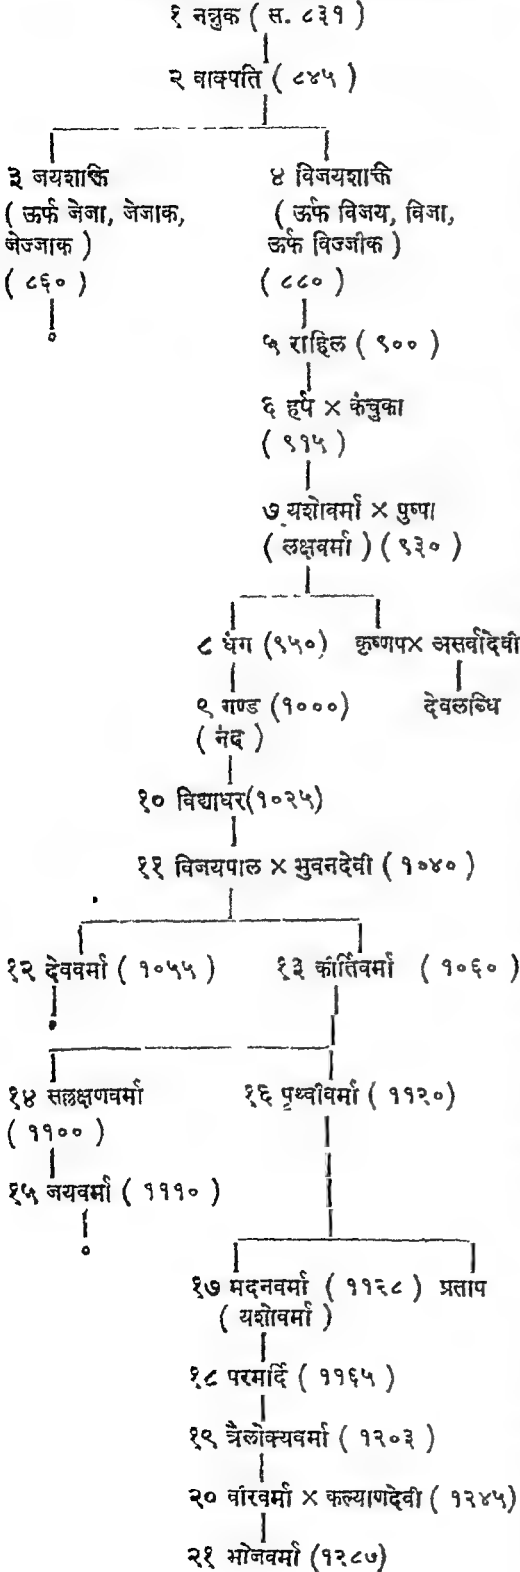 १ नन्नुक ( स. ८३१ )
२ वाक्पति ( ८४५ )
३ जयशक्ति
( ऊर्फ जेजा, जेजाक,
जेज्जाक )
( ८६० )
४ विजयशक्ति
( ऊर्फ विजय, विजा,
ऊर्फ विज्जीक )
( ८८० )
५ राहिल ( ९०० )
६ हर्ष × कंचुका
( ९१५ )
७ यशोवर्मा × पुष्पा
( लक्षवर्मा ) ( ९३० )
८ धंग (९५०)
कृष्णप × असर्वादेवी
९ गण्ड (१०००)
( नंद )
देवलब्धि
१० विद्याधर(१०२५)
११ विजयपाल × भुवनदेवी ( १०४० )
१२ देववर्मा ( १०५५ )
१३ कीर्तिवर्मा ( १०६० )
१४ सल्लक्षणवर्मा
( ११०० )
१६ पृथ्वीवर्मा ( ११२० )
१५ जयवर्मा ( १११० )
१७ मदनवर्मा ( ११२८ ) प्रताप
( यशोवर्मा )
१८ परमर्दि ( ११६५ )
१९ त्रैलोक्यवर्मा ( १२०३ )
२० वीरवर्मा × कल्याणदेवी ( १२४५)
२१ भोजवर्मा (१२८७)